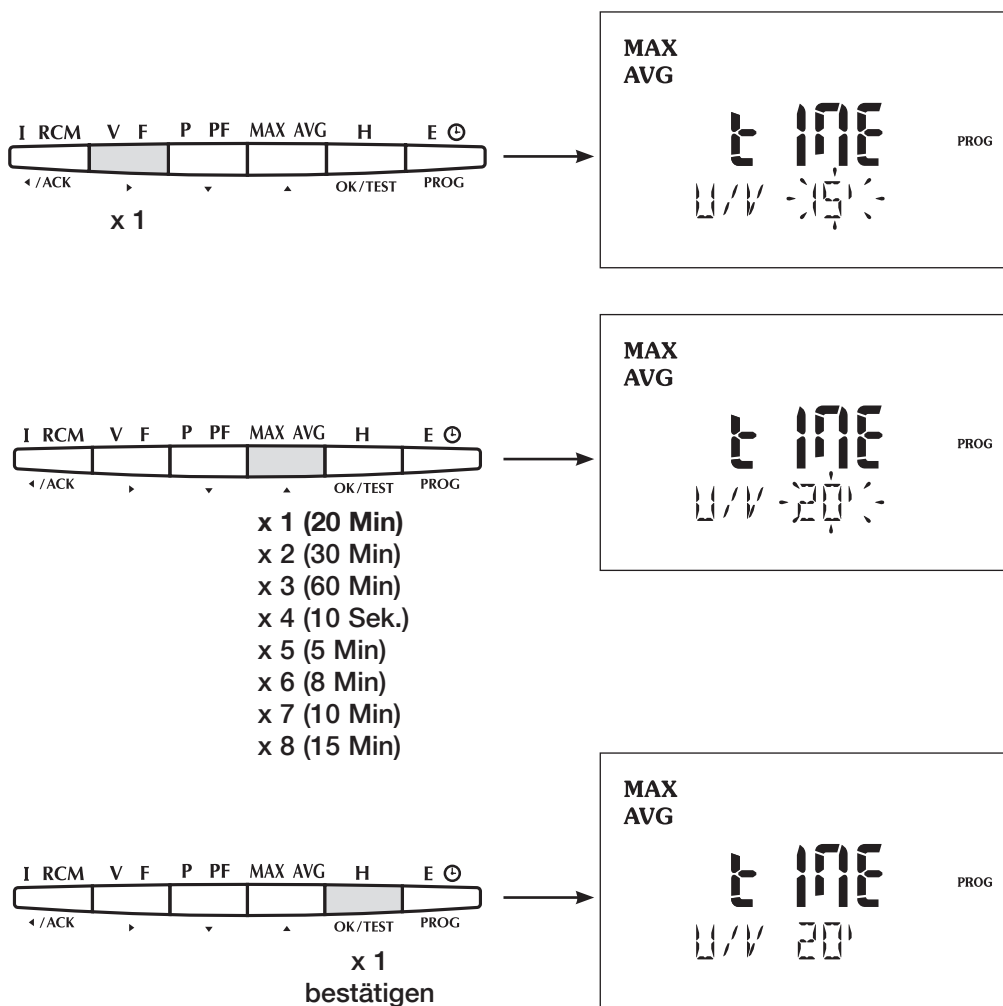 MAX
AVG
t IME
PROG
U/V 15'
I RCM V F P PF MAX AVG H E
/ACK OK/TEST PROG
x 1
MAX
AVG
t IME
PROG
U/V 20'
I RCM V F P PF MAX AVG H E
/ACK OK/TEST PROG
x 1 (20 Min)
x 2 (30 Min)
x 3 (60 Min)
x 4 (10 Sek.)
x 5 (5 Min)
x 6 (8 Min)
x 7 (10 Min)
x 8 (15 Min)
MAX
AVG
t IME
PROG
U/V 20'
I RCM V F P PF MAX AVG H E
/ACK OK/TEST PROG
x 1
bestätigen